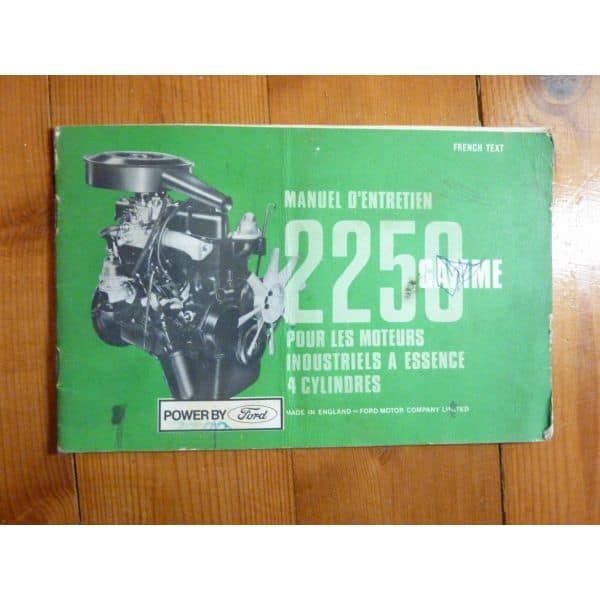 FRENCH TEXT
MANUEL D'ENTRETIEN
2250
GAMME
POUR LES MOTEURS
INDUSTRIELS A ESSENCE
4 CYLINDRES
POWER BY Ford
MADE IN ENGLAND — FORD MOTOR COMPANY LIMITED